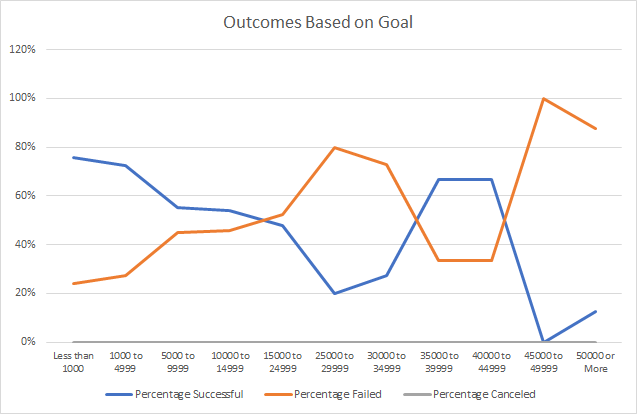 Outcomes Based on Goal
120%
100%
80%
60%
40%
20%
0%
Less than 1000
1000 to 4999
5000 to 9999
10000 to 14999
15000 to 24999
25000 to 29999
30000 to 34999
35000 to 39999
40000 to 44999
45000 to 49999
50000 or More
Percentage Successful
Percentage Failed
Percentage Canceled